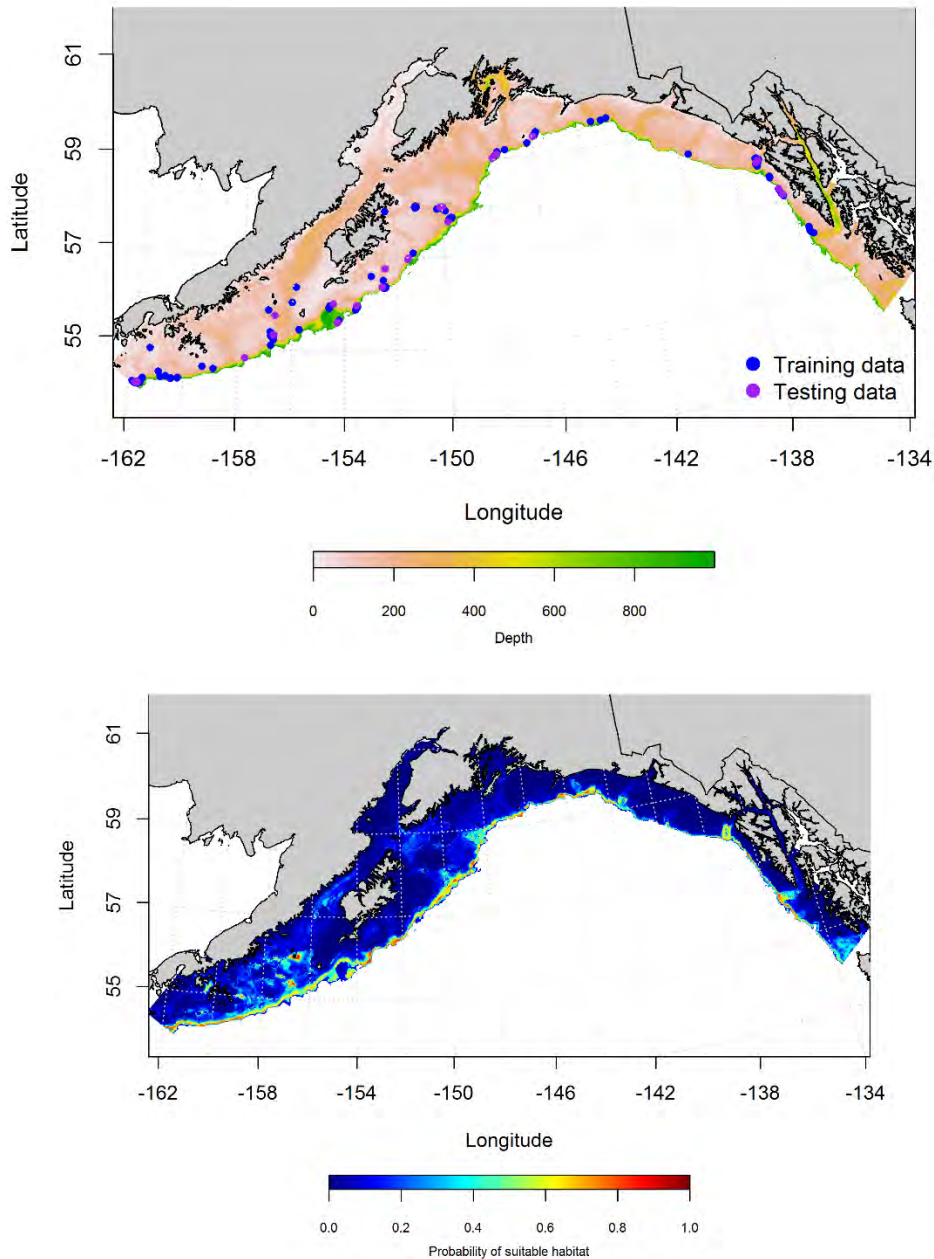 61
59
57
55
Latitude
Training data
Testing data
-162 -158 -154 -150 -146 -142 -138 -134
Longitude
0 200 400 600 800
Depth
61
59
57
55
Latitude
-162 -158 -154 -150 -146 -142 -138 -134
Longitude
0.0 0.2 0.4 0.6 0.8 1.0
Probability of suitable habitat